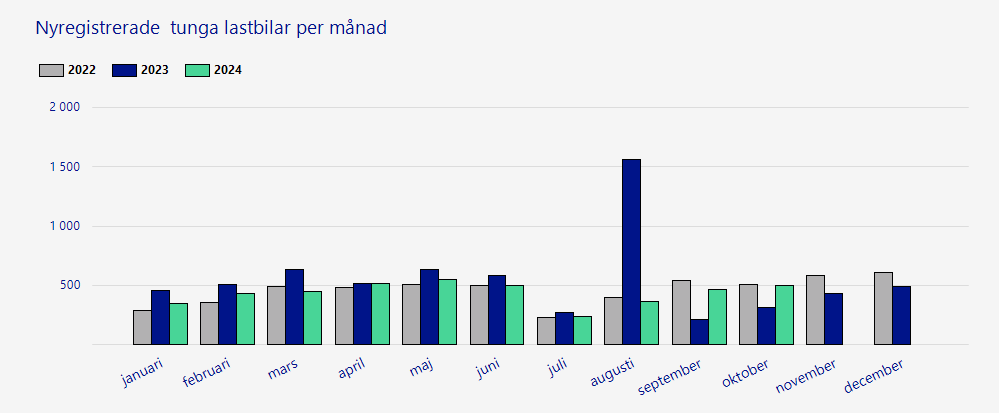 Nyregistrerade  tunga lastbilar per månad
2022 2023 2024
2 000
1 500
1 000
500
januari februari mars april maj juni juli augusti september oktober november december